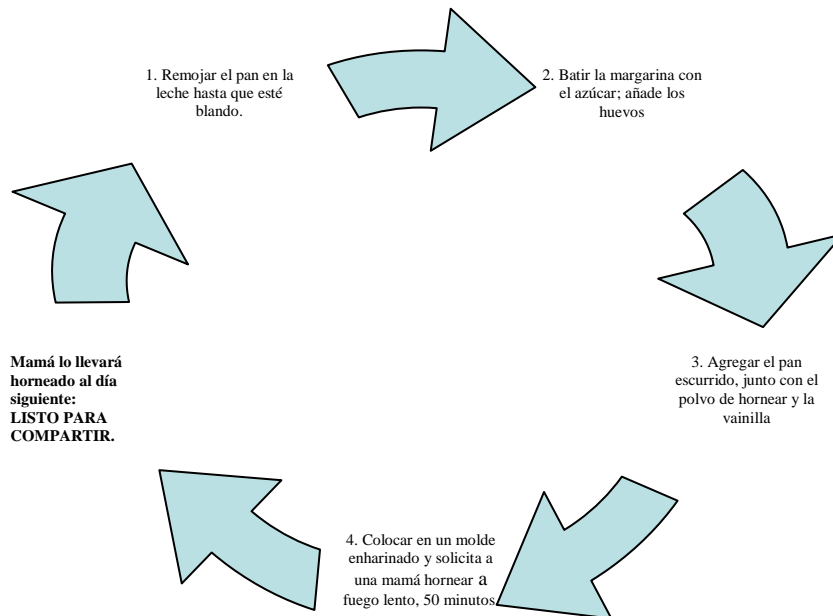 1. Remojar el pan en la
leche hasta que esté
blando.
2. Batir la margarina con
el azúcar; añade los
huevos
3. Agregar el pan
escurrido, junto con el
polvo de hornear y la
vainilla
4. Colocar en un molde
enharinado y solicita a
una mamá hornear a
fuego lento, 50 minutos
Mamá lo llevará
horneado al día
siguiente:
LISTO PARA
COMPARTIR.